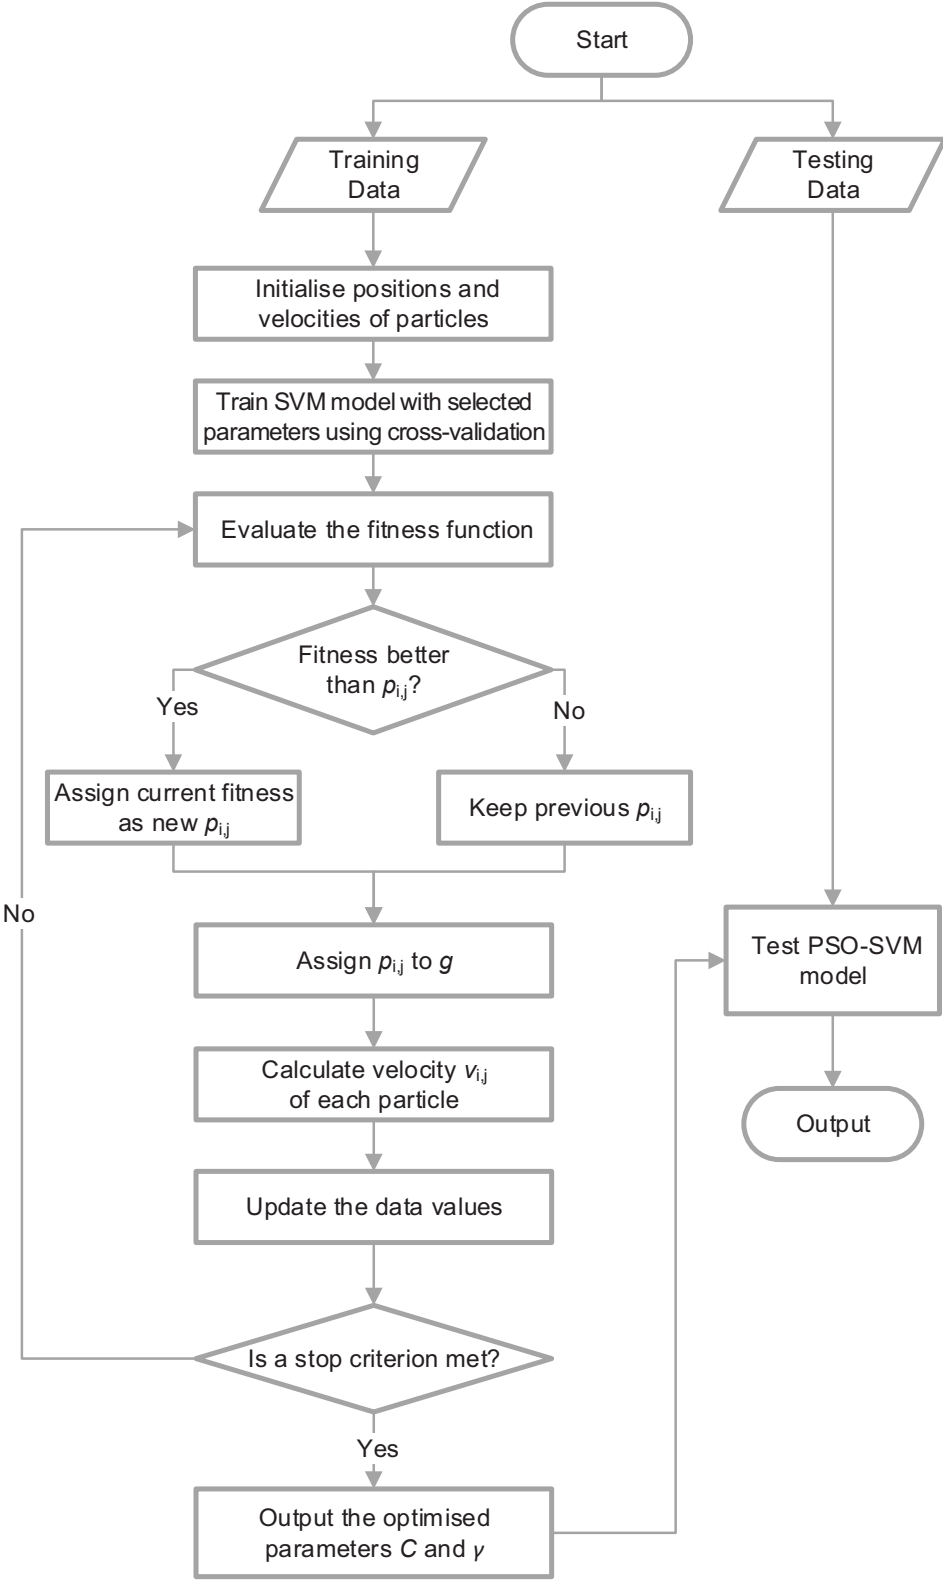 Start
Training
Data
Testing
Data
Initialise positions and
velocities of particles
Train SVM model with selected
parameters using cross-validation
Evaluate the fitness function
Fitness better
than pi,j?
Yes
No
Assign current fitness
as new pi,j
Keep previous pi,j
No
Assign pi,j to g
Test PSO-SVM
model
Calculate velocity vi,j
of each particle
Output
Update the data values
Is a stop criterion met?
Yes
Output the optimised
parameters C and γ